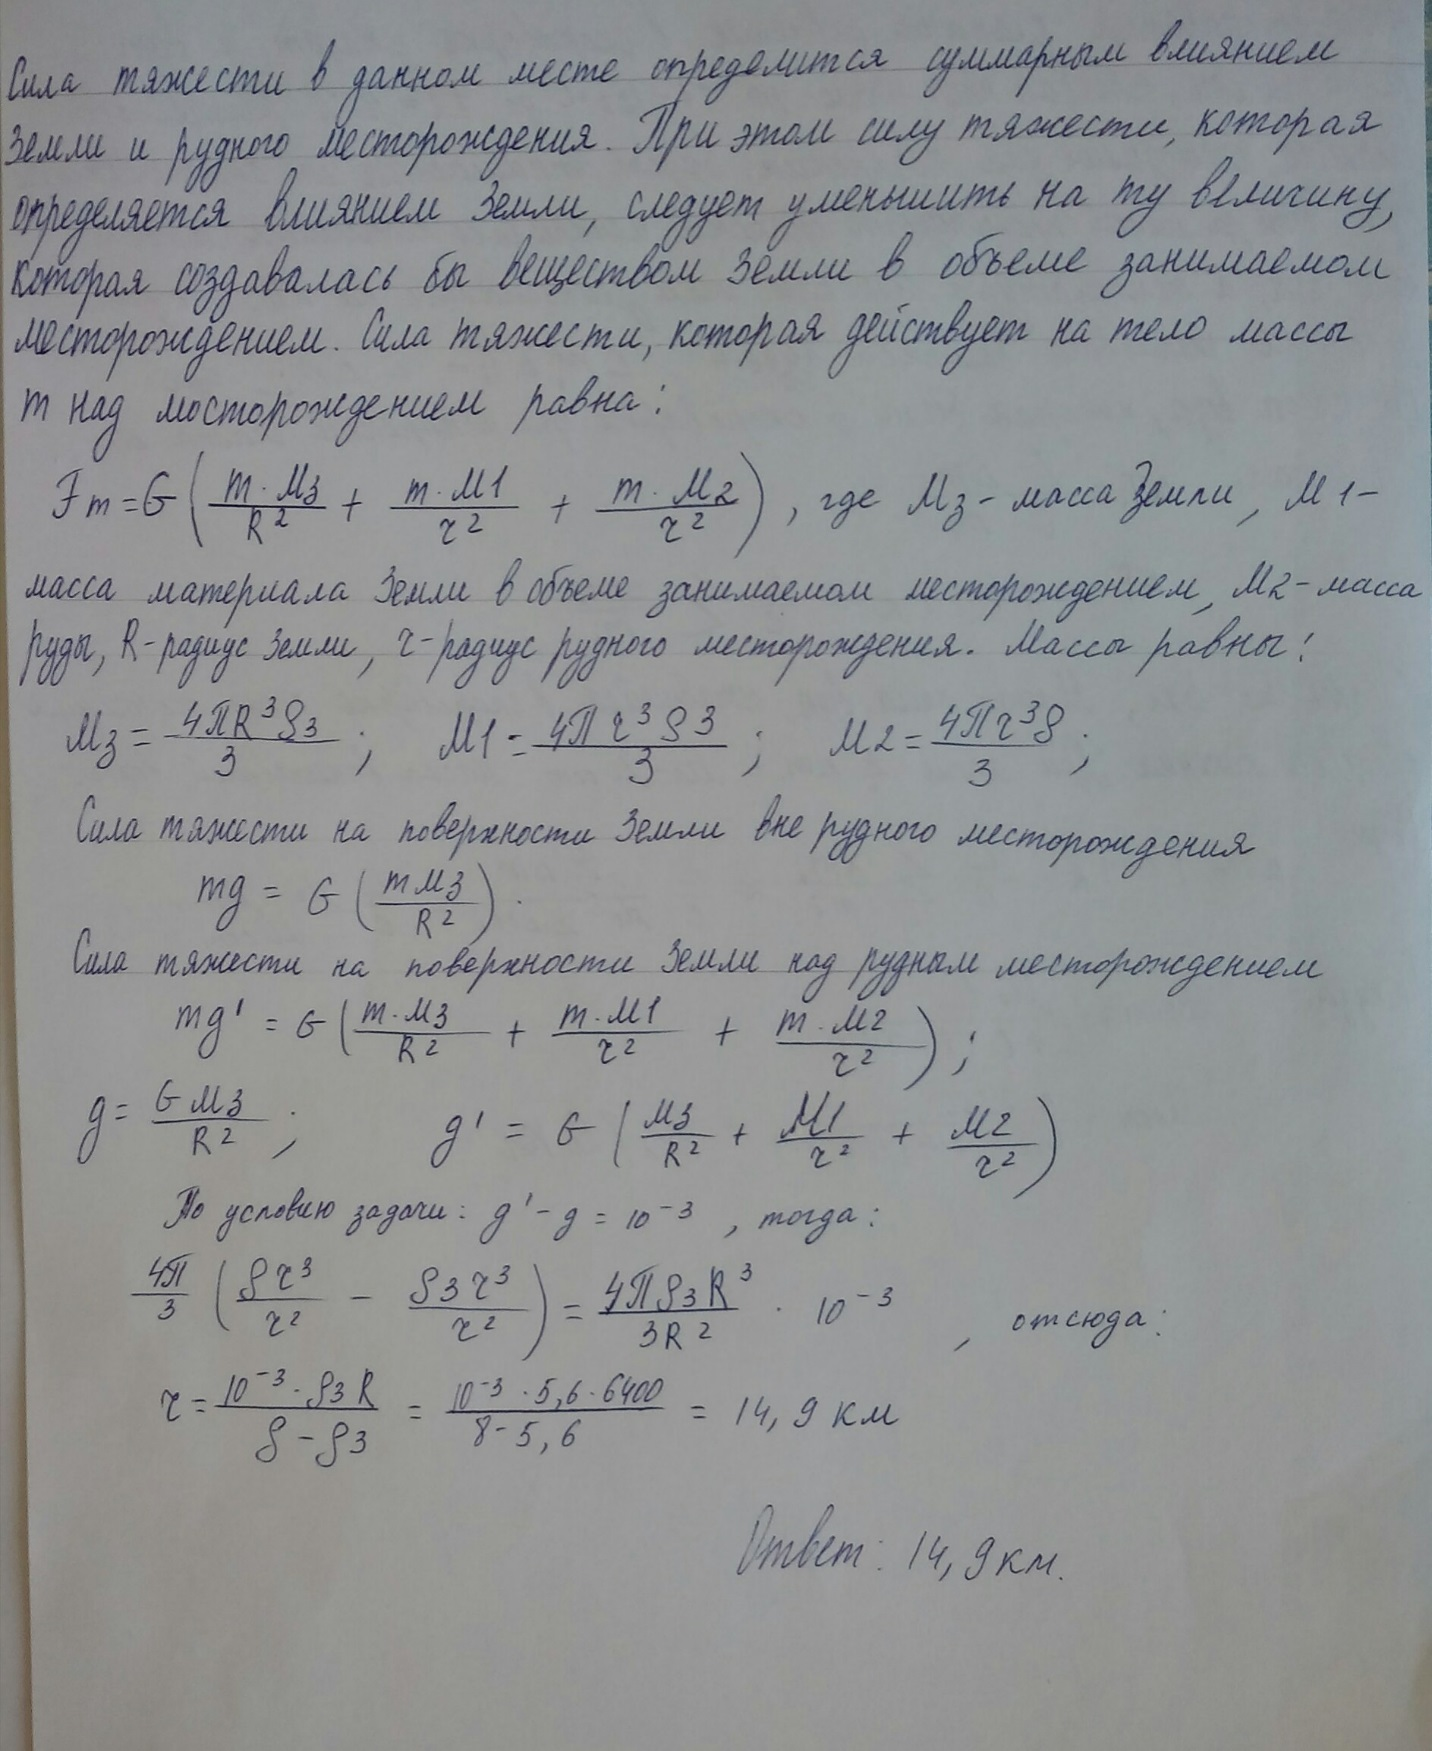 Сила тяжести в данном месте определится суммарным влиянием
Земли и рудного месторождения. При этом силу тяжести, которая
определяется влиянием Земли, следует уменьшить на ту величину,
которая создавалась бы веществом Земли в объеме занимаемом
месторождением. Сила тяжести, которая действует на тело массы
m над мосторождением равна:
Fт = G ( m · Mз / R² + m · M1 / r² + m · M2 / r² ), где Mз – масса Земли, M1 –
масса материала Земли в объеме занимаемом месторождением, M2 – масса
руды, R – радиус Земли, r – радиус рудного месторождения. Массы равны:
Mз = 4πR³ρз / 3 ; M1 = 4πr³ρз / 3 ; M2 = 4πr³ρ / 3 ;
Сила тяжести на поверхности Земли вне рудного месторождения
mg = G ( mMз / R² ).
Сила тяжести на поверхности Земли над рудным месторождением
mg' = G ( m · Mз / R² + m · M1 / r² + m · M2 / r² ) ;
g = GMз / R² ; g' = G ( Mз / R² + M1 / r² + M2 / r² )
По условию задачи: g' – g = 10⁻³ , тогда:
4π / 3 ( ρr³ / r² – ρзr³ / r² ) = 4πρзR³ / 3R² · 10⁻³ , отсюда:
r = 10⁻³ · ρзR / ρ – ρз = 10⁻³ · 5,6 · 6400 / 8 – 5,6 = 14,9 км
Ответ: 14,9 км.